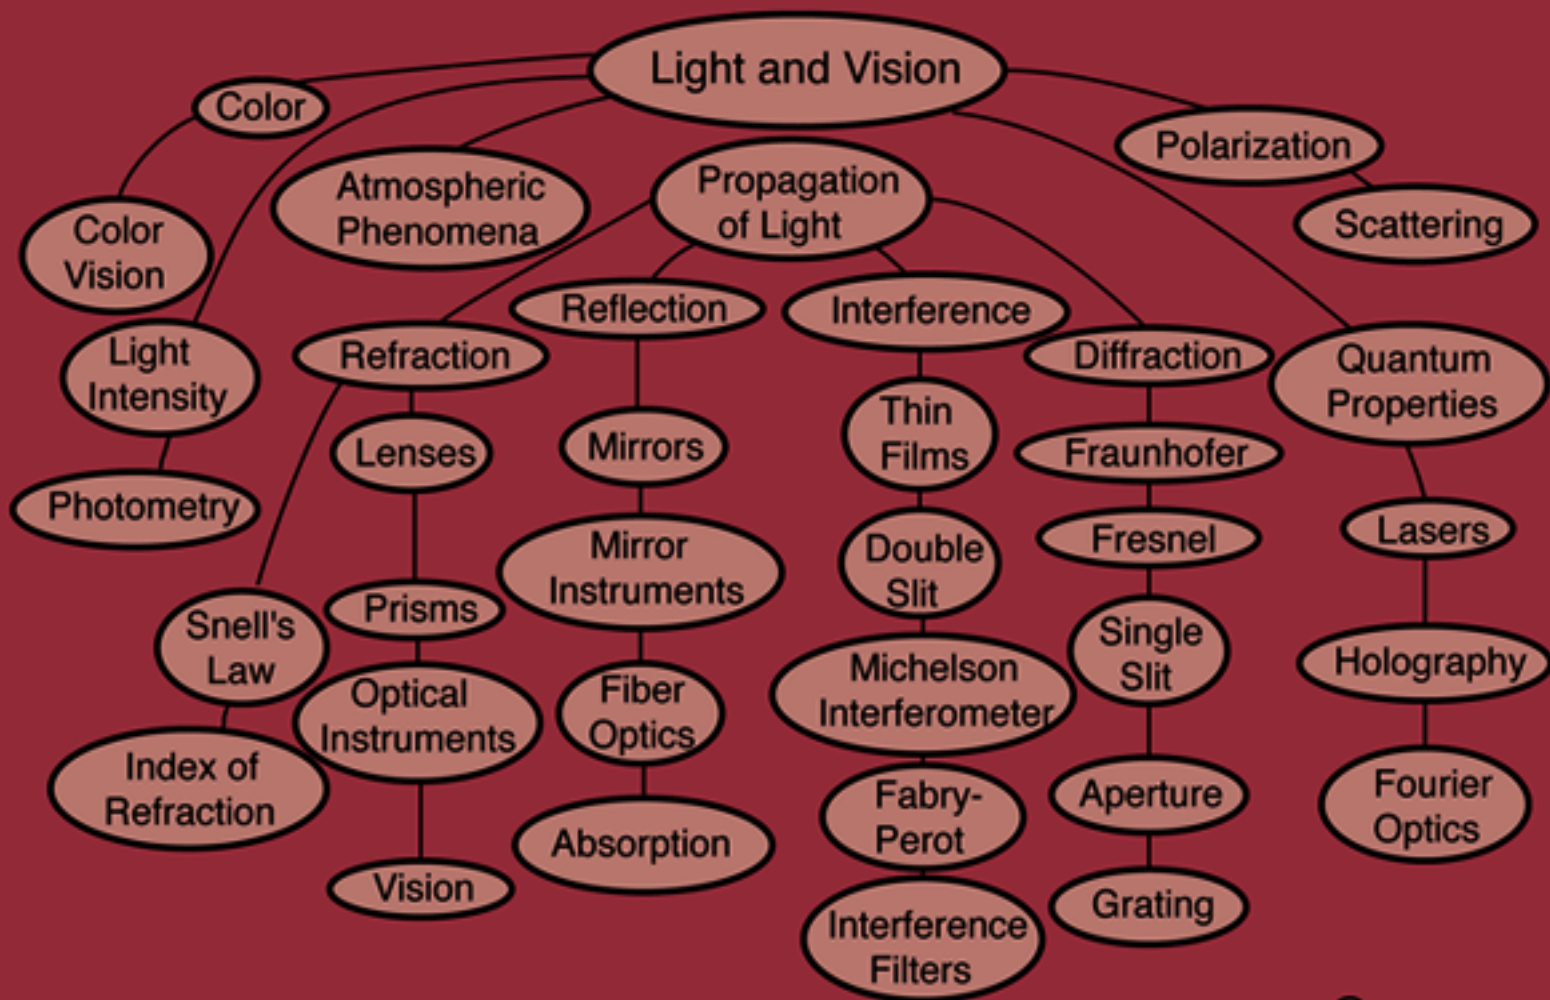 Light and Vision
Color
Polarization
Atmospheric
Phenomena
Propagation
of Light
Scattering
Color
Vision
Reflection
Interference
Light
Intensity
Refraction
Diffraction
Quantum
Properties
Lenses
Mirrors
Thin
Films
Fraunhofer
Photometry
Mirror
Instruments
Double
Slit
Fresnel
Lasers
Snell's
Law
Prisms
Single
Slit
Holography
Optical
Instruments
Fiber
Optics
Michelson
Interferometer
Index of
Refraction
Fabry-
Perot
Aperture
Fourier
Optics
Absorption
Vision
Interference
Filters
Grating